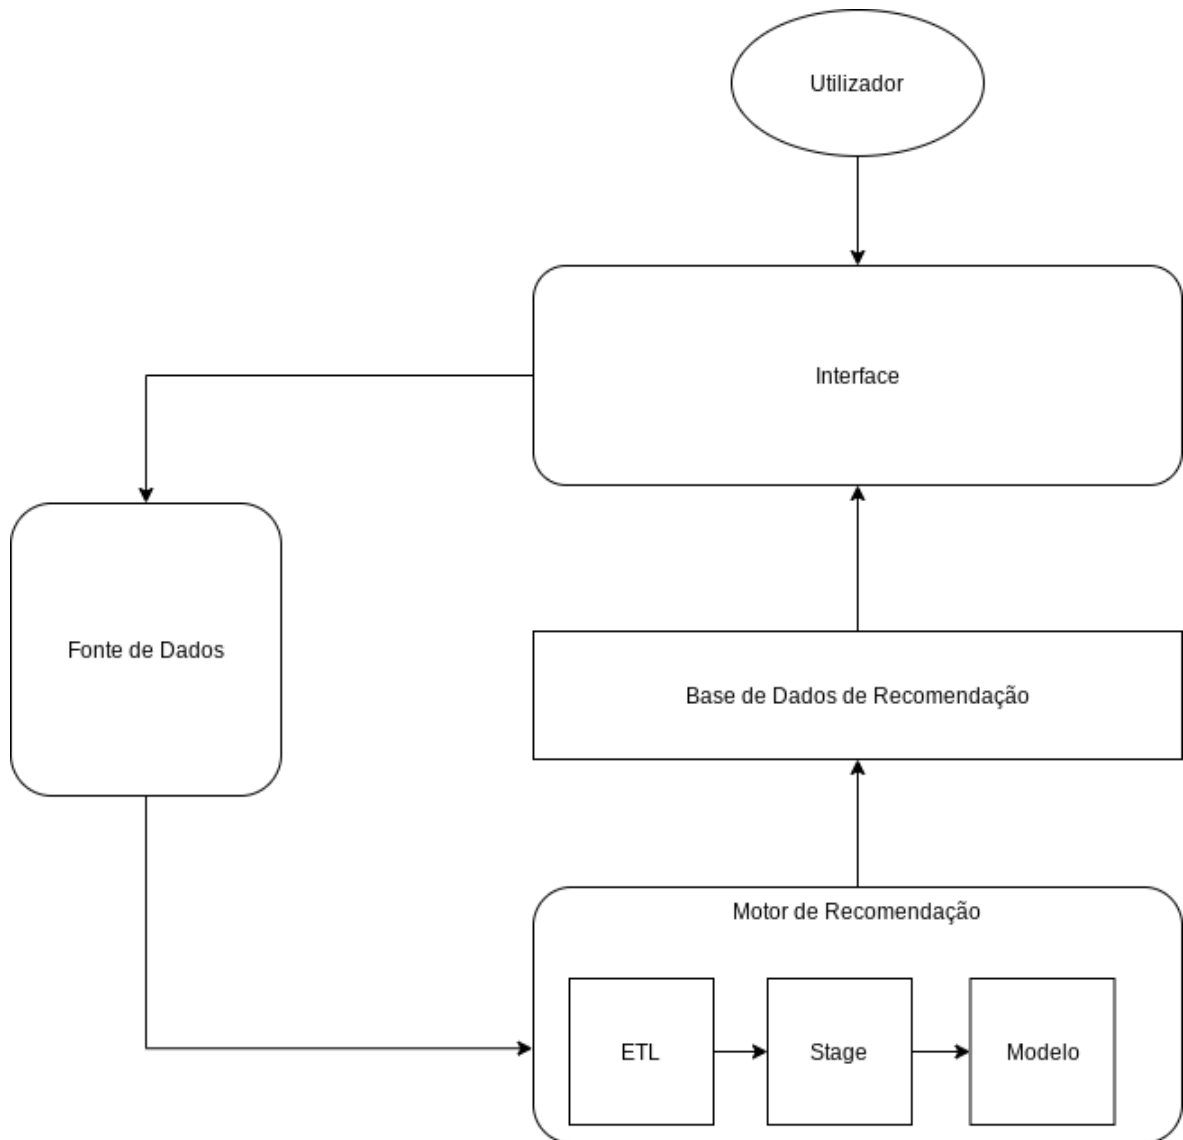 Utilizador
Interface
Fonte de Dados
Base de Dados de Recomendação
Motor de Recomendação
ETL
Stage
Modelo